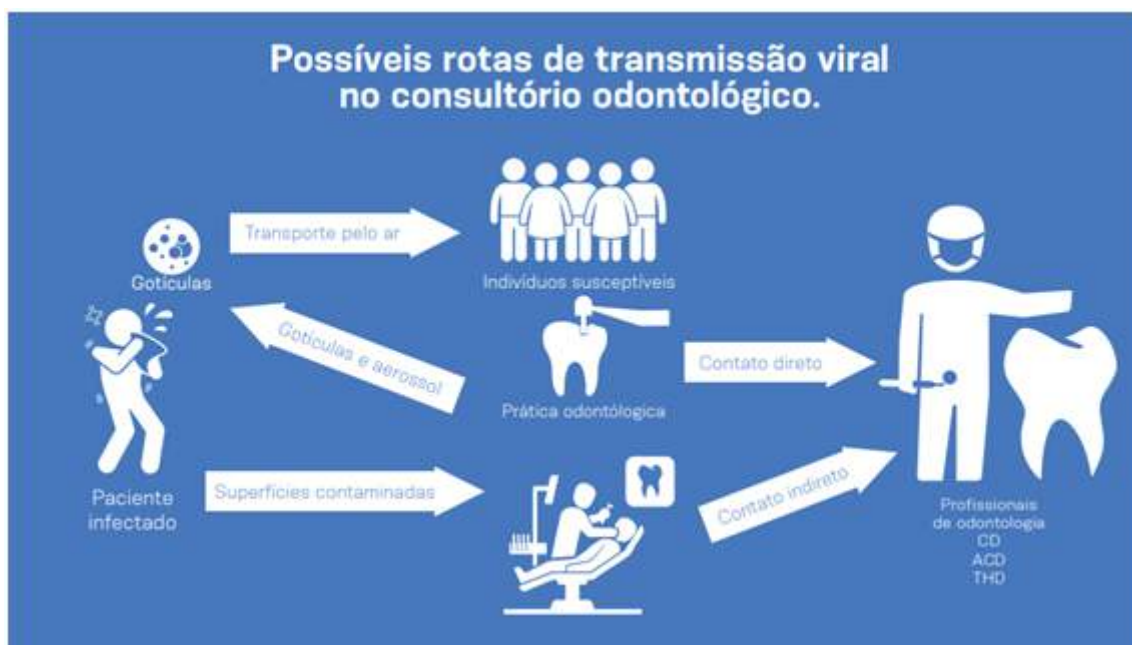 Possíveis rotas de transmissão viral
no consultório odontológico.
Transporte pelo ar
Gotículas
Indivíduos susceptíveis
Gotículas e aerossol
Contato direto
Prática odontólogica
Superfícies contaminadas
Contato indireto
Paciente
infectado
Profissionais
de odontologia
CD
ACD
THD